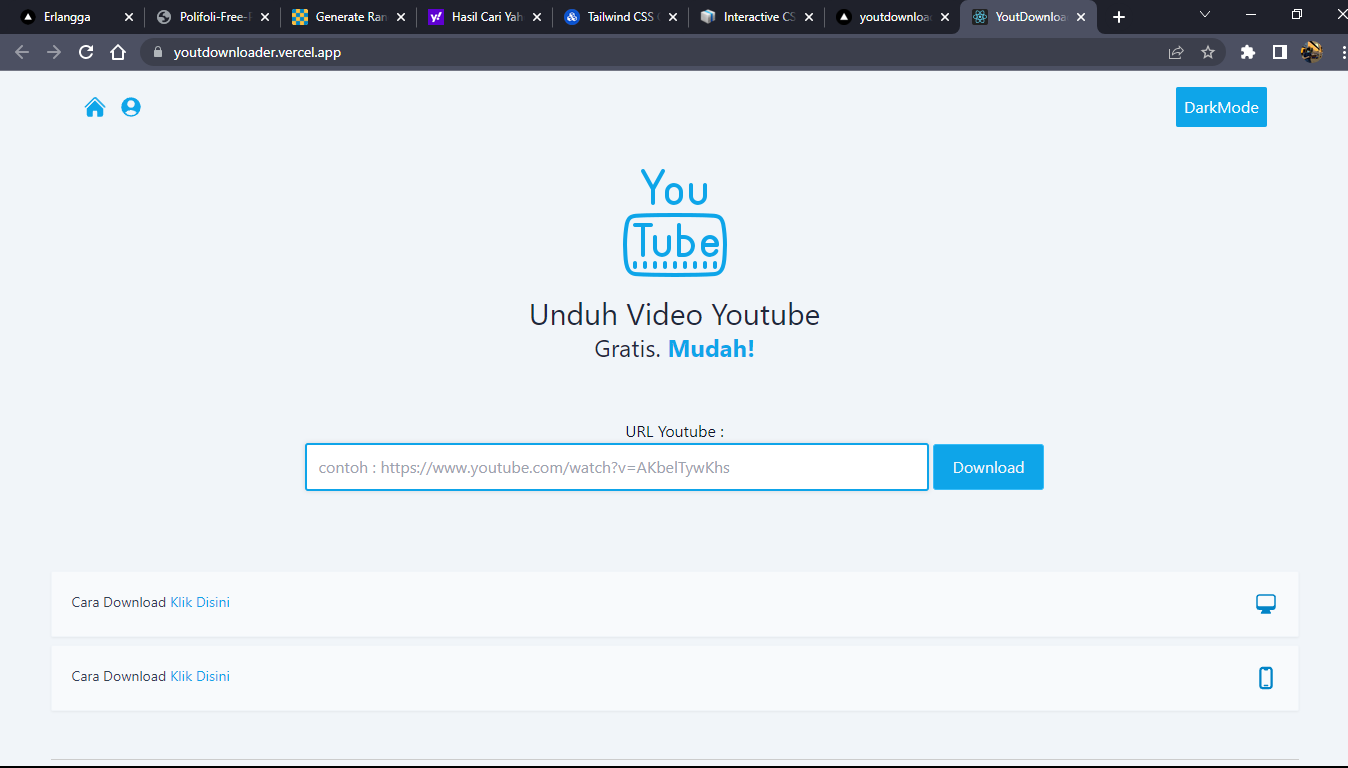 Erlangga
Polifoli-Free-
Generate Ran
Hasil Cari Yah
Tailwind CSS
Interactive CS
youtdownload
YoutDownloa
youtdownloader.vercel.app
DarkMode
You
Tube
Unduh Video Youtube
Gratis. Mudah!
URL Youtube :
contoh : https://www.youtube.com/watch?v=AKbelTywKhs
Download
Cara Download Klik Disini
Cara Download Klik Disini